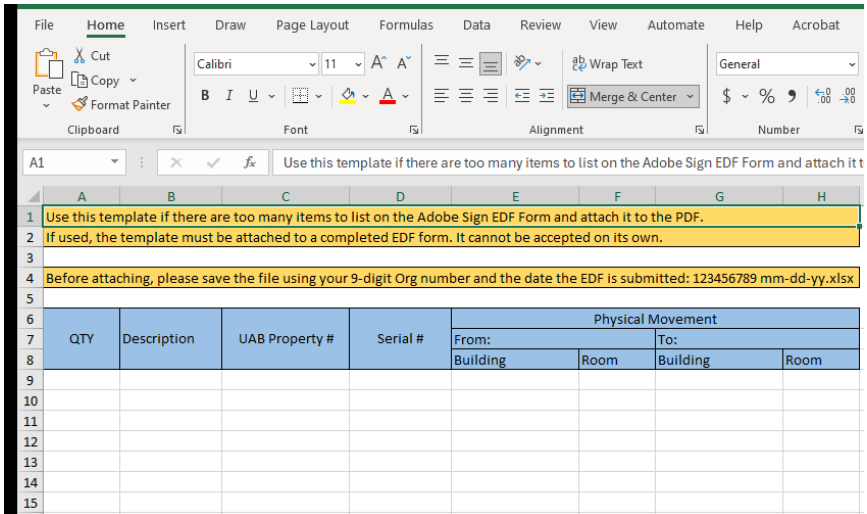 File Home Insert Draw Page Layout Formulas Data Review View Automate Help Acrobat
Cut
Copy
Paste
Format Painter
Calibri 11 A^ A˅
B I U A
ab Wrap Text
Merge & Center
General
$ % 9 .00 .00 →0
Clipboard Font Alignment Number
A1 fx Use this template if there are too many items to list on the Adobe Sign EDF Form and attach it t
A B C D E F G H
1 Use this template if there are too many items to list on the Adobe Sign EDF Form and attach it to the PDF.
2 If used, the template must be attached to a completed EDF form. It cannot be accepted on its own.
3
4 Before attaching, please save the file using your 9-digit Org number and the date the EDF is submitted: 123456789 mm-dd-yy.xlsx
5
6 Physical Movement
7 QTY Description UAB Property # Serial # From: To:
8 Building Room Building Room
9
10
11
12
13
14
15